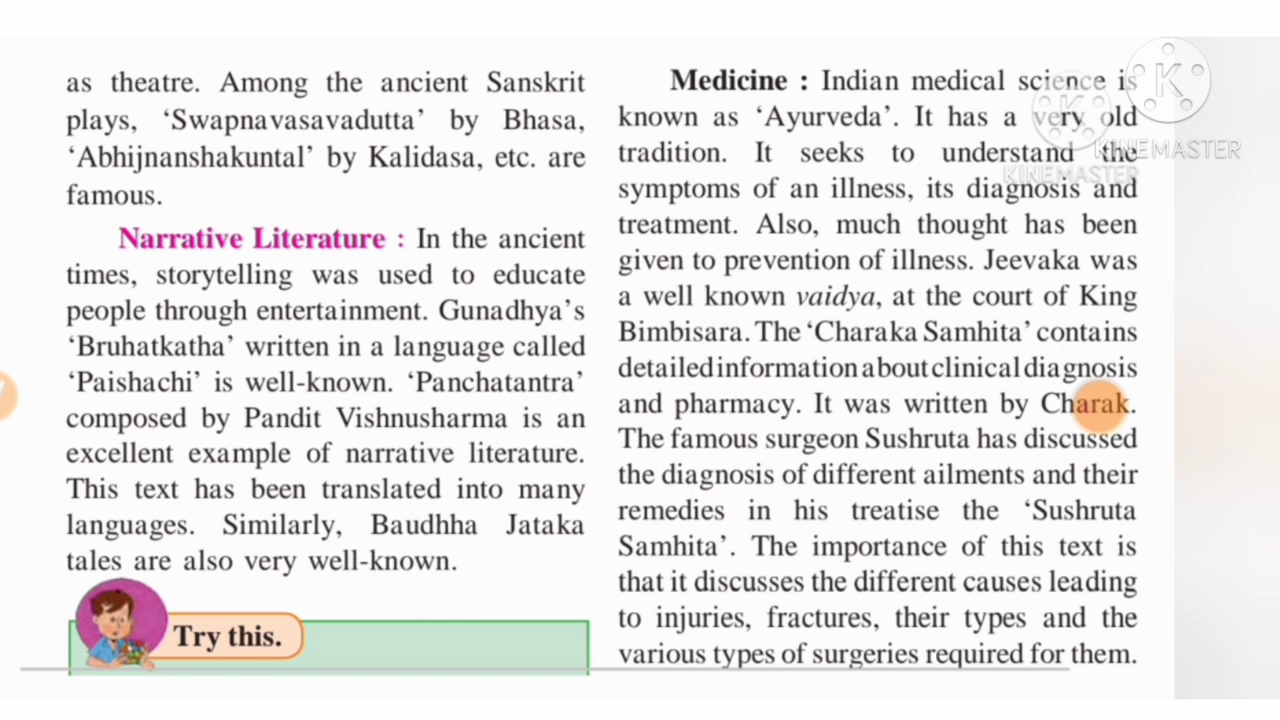 as theatre. Among the ancient Sanskrit
plays, ‘Swapnavasavadutta’ by Bhasa,
‘Abhijnanshakuntal’ by Kalidasa, etc. are
famous.
Narrative Literature : In the ancient
times, storytelling was used to educate
people through entertainment. Gunadhya’s
‘Bruhatkatha’ written in a language called
‘Paishachi’ is well-known. ‘Panchatantra’
composed by Pandit Vishnusharma is an
excellent example of narrative literature.
This text has been translated into many
languages. Similarly, Baudhha Jataka
tales are also very well-known.
Try this.
Medicine : Indian medical science is
known as ‘Ayurveda’. It has a very old
tradition. It seeks to understand the
symptoms of an illness, its diagnosis and
treatment. Also, much thought has been
given to prevention of illness. Jeevaka was
a well known vaidya, at the court of King
Bimbisara. The ‘Charaka Samhita’ contains
detailed information about clinical diagnosis
and pharmacy. It was written by Charak.
The famous surgeon Sushruta has discussed
the diagnosis of different ailments and their
remedies in his treatise the ‘Sushruta
Samhita’. The importance of this text is
that it discusses the different causes leading
to injuries, fractures, their types and the
various types of surgeries required for them.
K
KINEMASTER
K
KINEMASTER